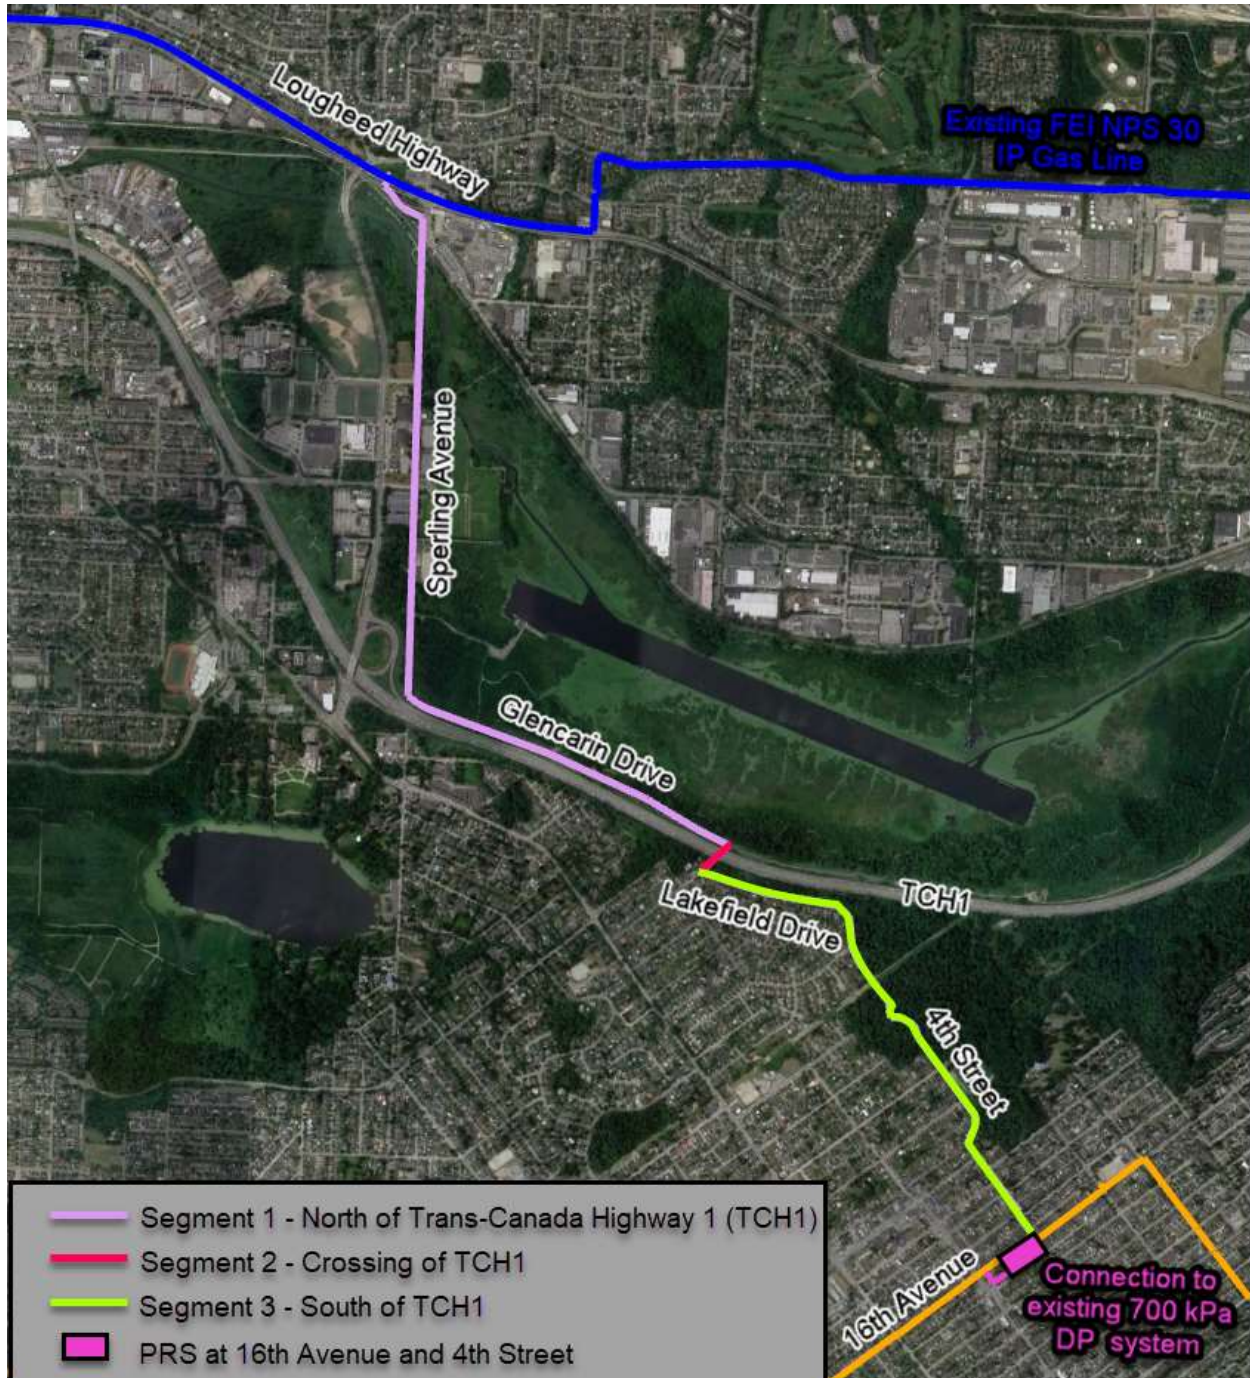 Lougheed Highway
Existing FEI NPS 30
IP Gas Line
Sperling Avenue
Glencarin Drive
TCH1
Lakefield Drive
4th Street
16th Avenue
Connection to
existing 700 kPa
DP system
Segment 1 - North of Trans-Canada Highway 1 (TCH1)
Segment 2 - Crossing of TCH1
Segment 3 - South of TCH1
PRS at 16th Avenue and 4th Street